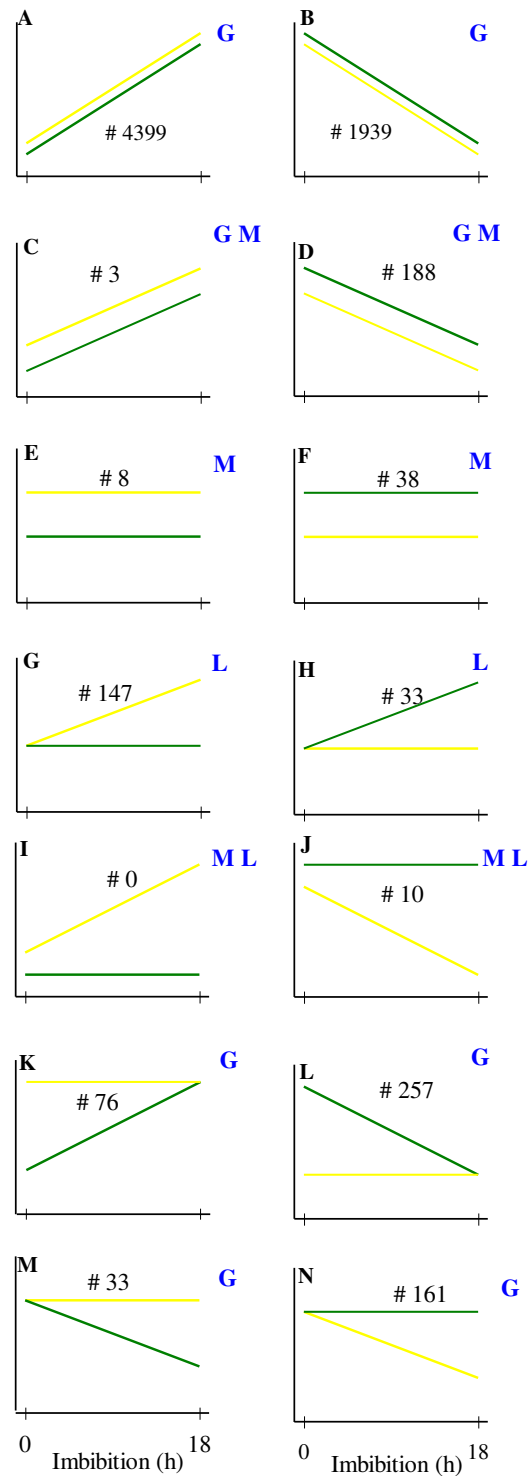 A G
# 4399
B G
# 1939
C G M
# 3
D G M
# 188
E M
# 8
F M
# 38
G L
# 147
H L
# 33
I M L
# 0
J M L
# 10
K G
# 76
L G
# 257
M G
# 33
N G
# 161
0 18
Imbibition (h)
0 18
Imbibition (h)